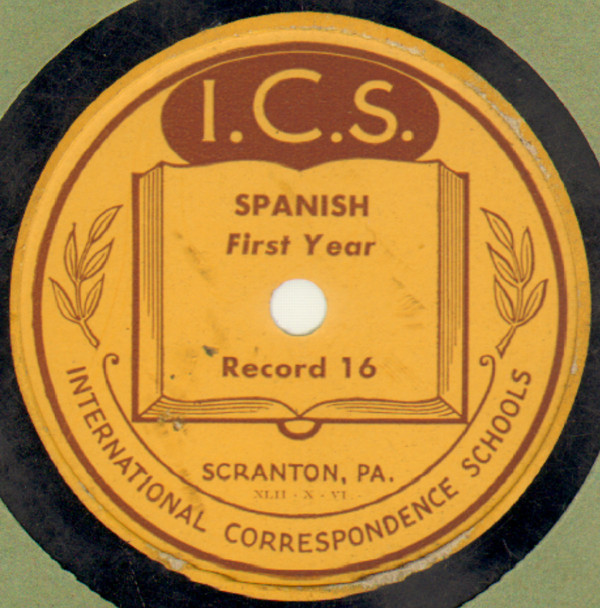 I.C.S.
SPANISH
First Year
Record 16
SCRANTON, PA.
XLII - X - VI -
INTERNATIONAL CORRESPONDENCE SCHOOLS